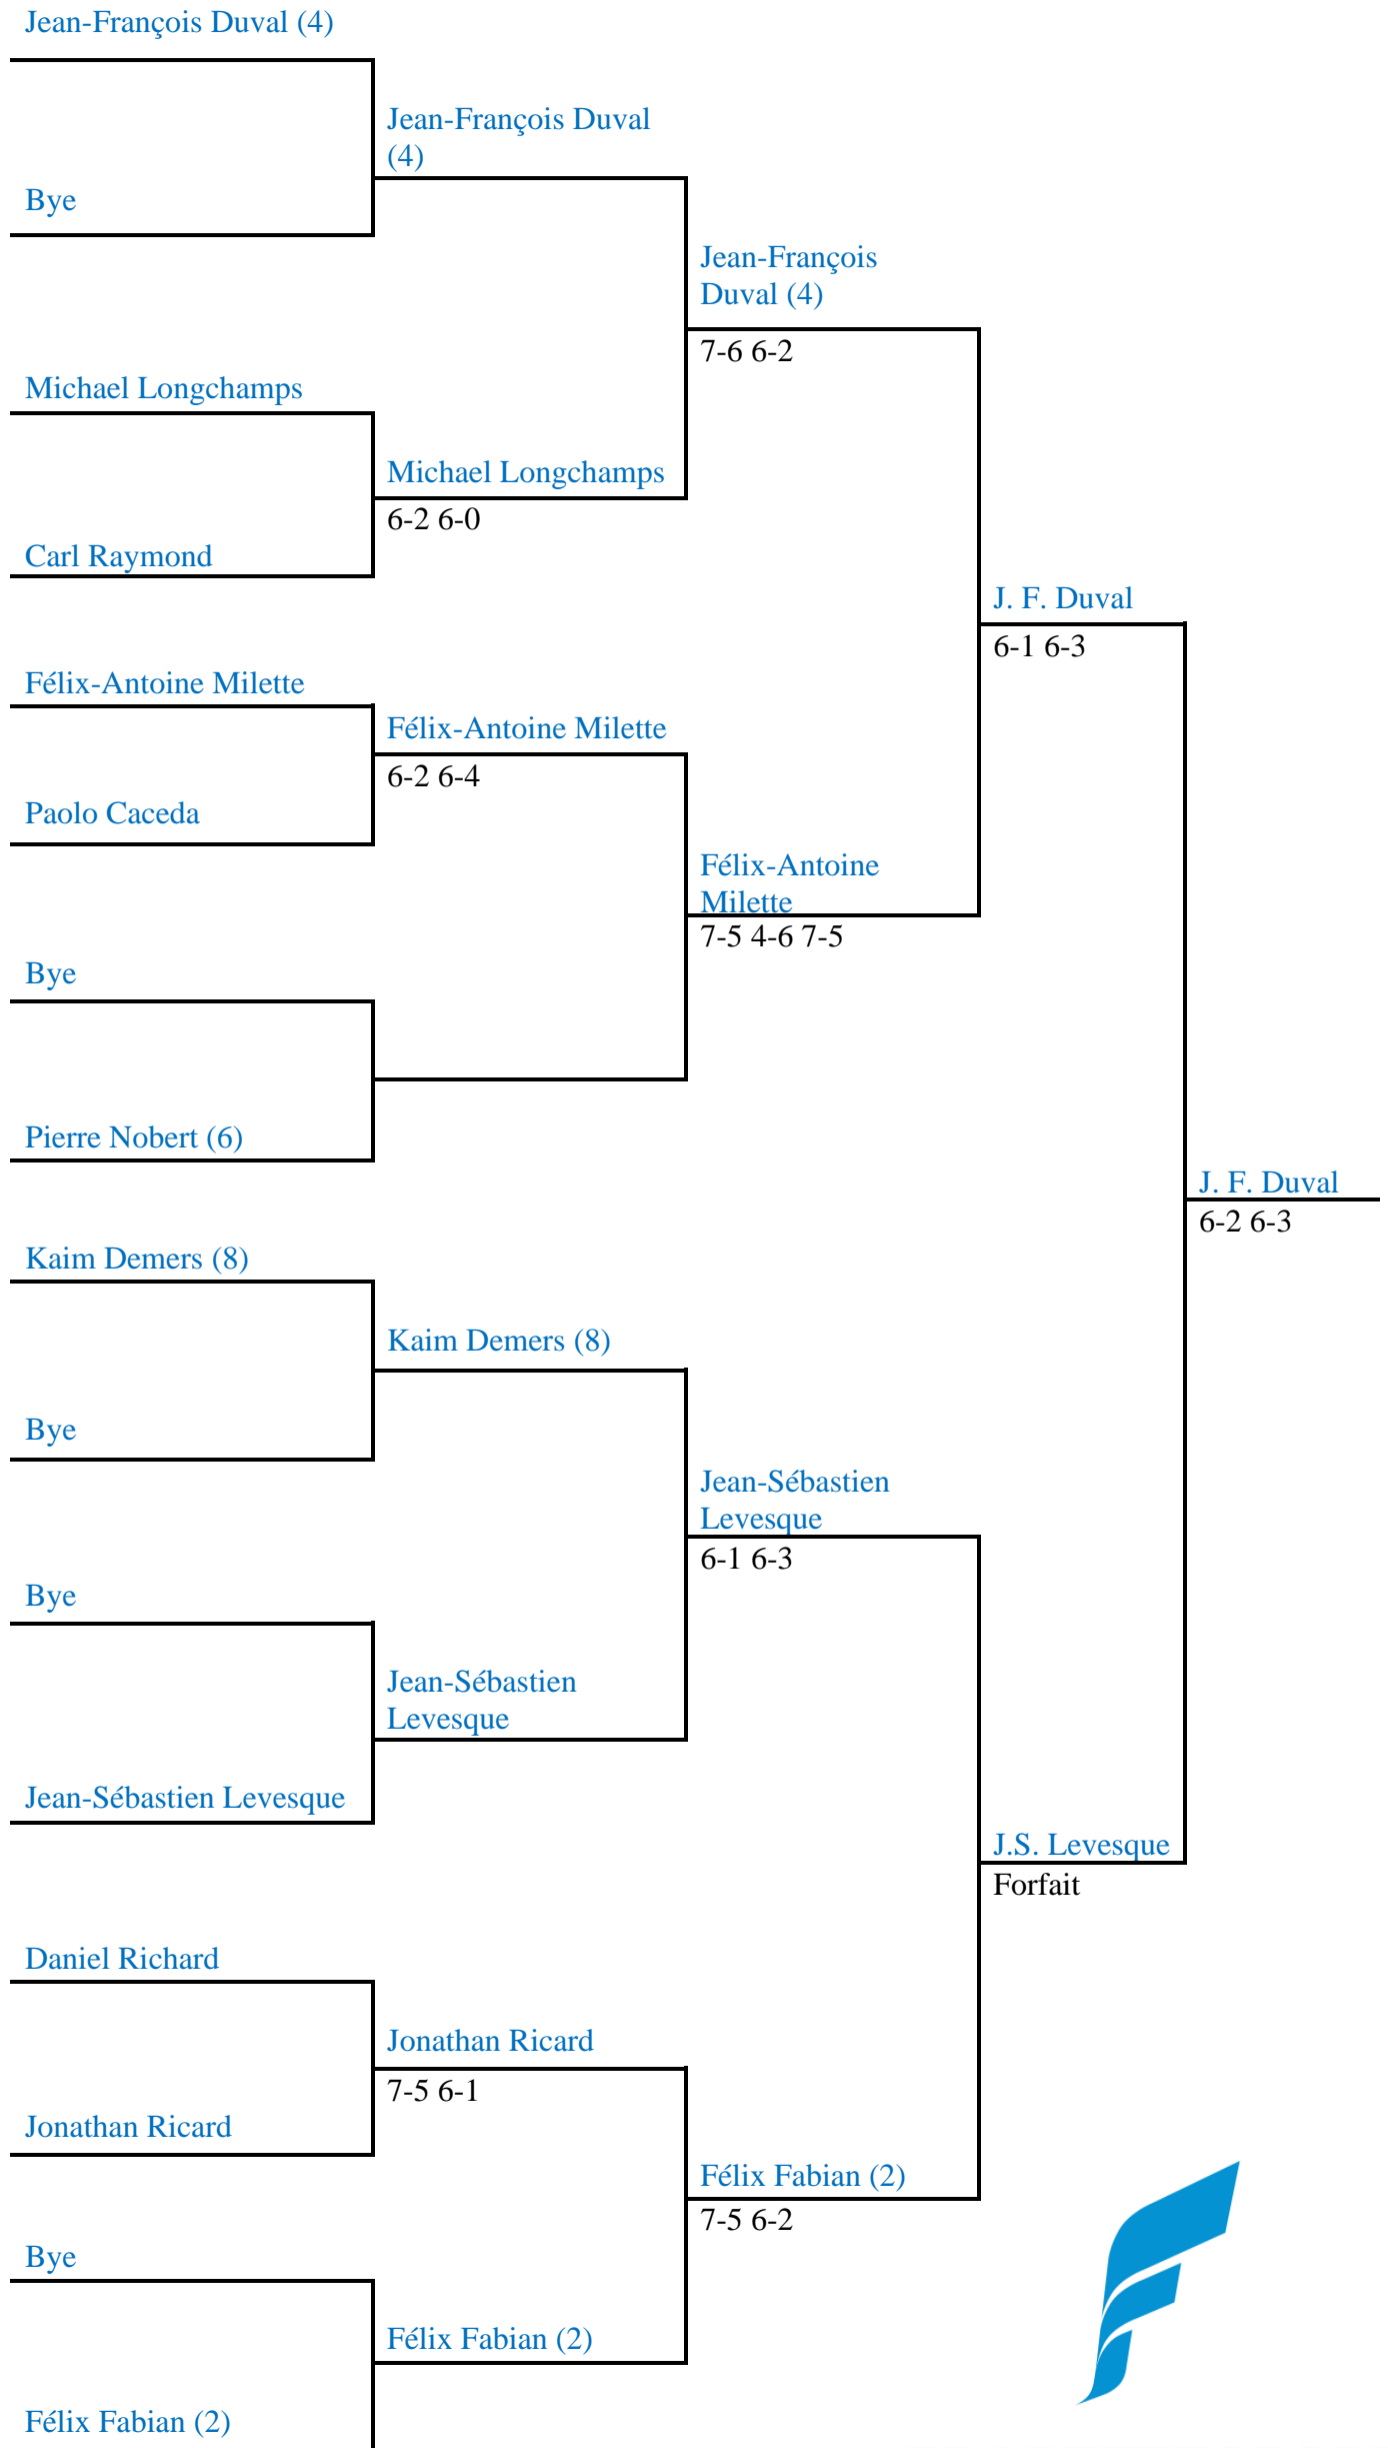 Jean-François Duval (4)
Jean-François Duval
(4)
Bye
Jean-François
Duval (4)
7-6 6-2
Michael Longchamps
Michael Longchamps
6-2 6-0
Carl Raymond
J. F. Duval
6-1 6-3
Félix-Antoine Milette
Félix-Antoine Milette
6-2 6-4
Paolo Caceda
Félix-Antoine
Milette
7-5 4-6 7-5
Bye
Pierre Nobert (6)
J. F. Duval
6-2 6-3
Kaim Demers (8)
Kaim Demers (8)
Bye
Jean-Sébastien
Levesque
6-1 6-3
Bye
Jean-Sébastien
Levesque
Jean-Sébastien Levesque
J.S. Levesque
Forfait
Daniel Richard
Jonathan Ricard
7-5 6-1
Jonathan Ricard
Félix Fabian (2)
7-5 6-2
Bye
Félix Fabian (2)
Félix Fabian (2)